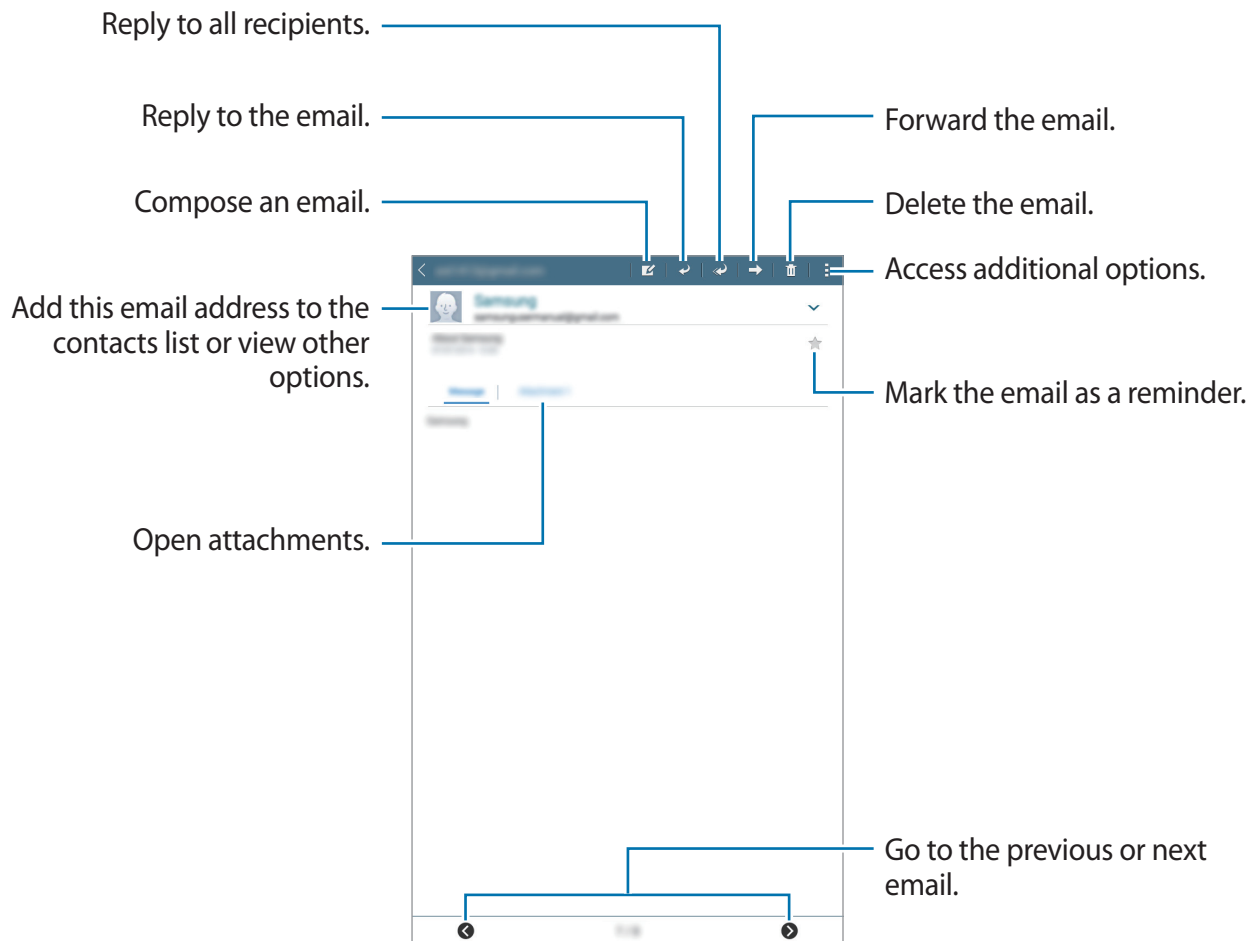 Reply to all recipients.
Reply to the email.
Forward the email.
Compose an email.
Delete the email.
Access additional options.
Add this email address to the
contacts list or view other
options.
Samsung
Mark the email as a reminder.
Open attachments.
Go to the previous or next
email.